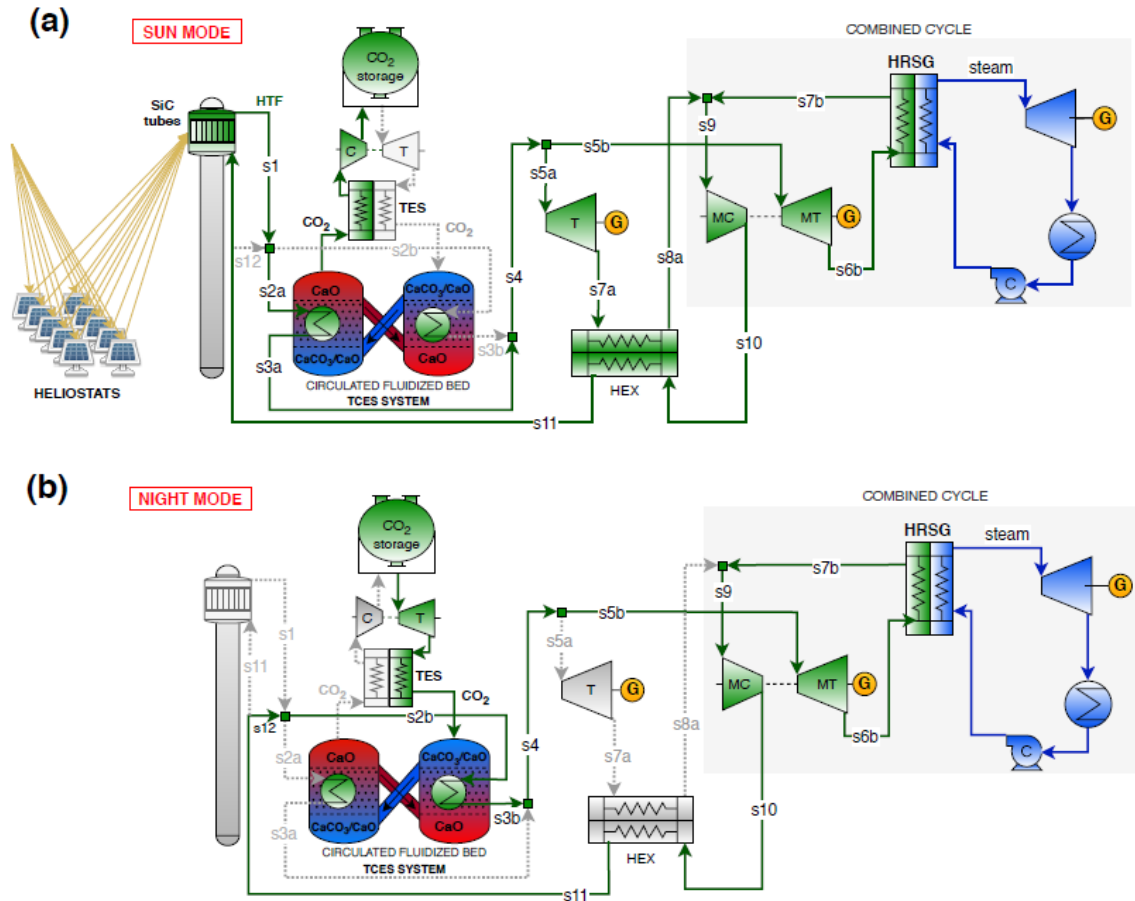 (a)
SUN MODE
COMBINED CYCLE
CO2
storage
HRSG
steam
SiC
tubes
HTF
s7b
s9
G
s1
C
T
s5b
s5a
TES
CO2
CO2
T
G
MC
MT
G
s12
s2b
s8a
s6b
s4
s2a
CaO
CaCO3/CaO
s7a
C
s3b
s3a
CaCO3/CaO
CaO
s10
HELIOSTATS
CIRCULATED FLUIDIZED BED
TCES SYSTEM
HEX
s11
(b)
NIGHT MODE
COMBINED CYCLE
CO2
storage
HRSG
steam
s7b
s9
G
s1
C
T
s5b
s5a
s11
TES
CO2
CO2
T
G
MC
MT
G
s12
s2b
s8a
s6b
s4
s2a
CaO
CaCO3/CaO
s7a
C
s3b
s3a
CaCO3/CaO
CaO
s10
CIRCULATED FLUIDIZED BED
TCES SYSTEM
HEX
s11